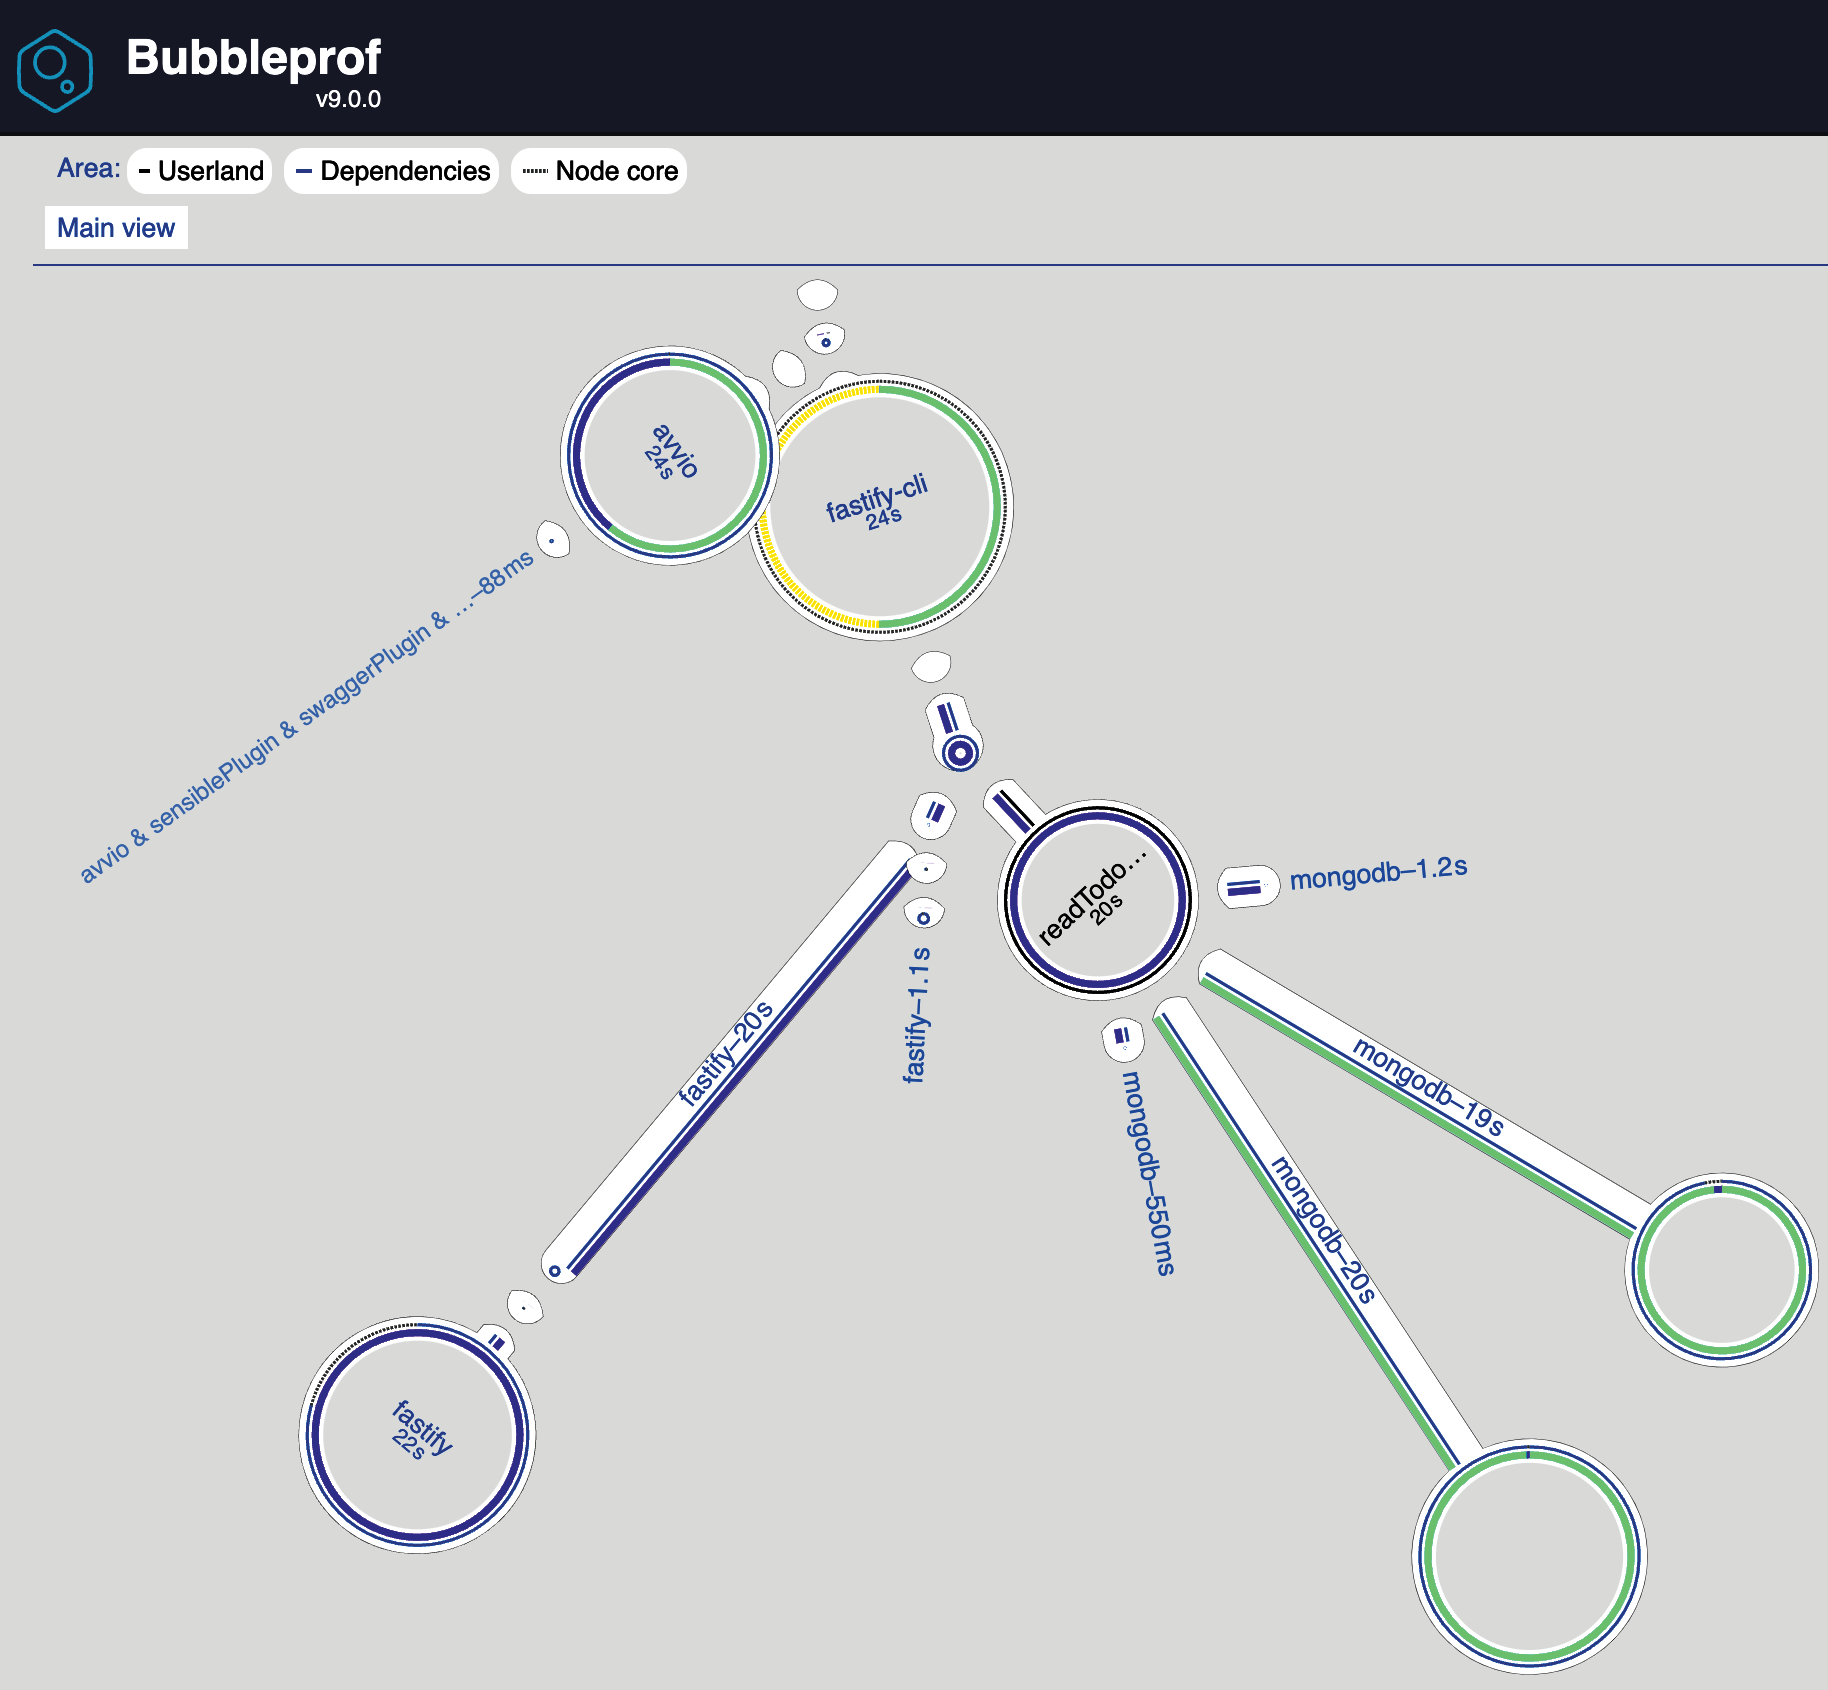 Bubbleprof
v9.0.0
Area:
Userland
Dependencies
Node core
Main view
avvio
24s
fastify-cli
24s
avvio & sensiblePlugin & swaggerPlugin & …–88ms
readTodo…
20s
mongodb–1.2s
fastify–1.1s
fastify–20s
mongodb–19s
mongodb–550ms
mongodb–20s
fastify
22s